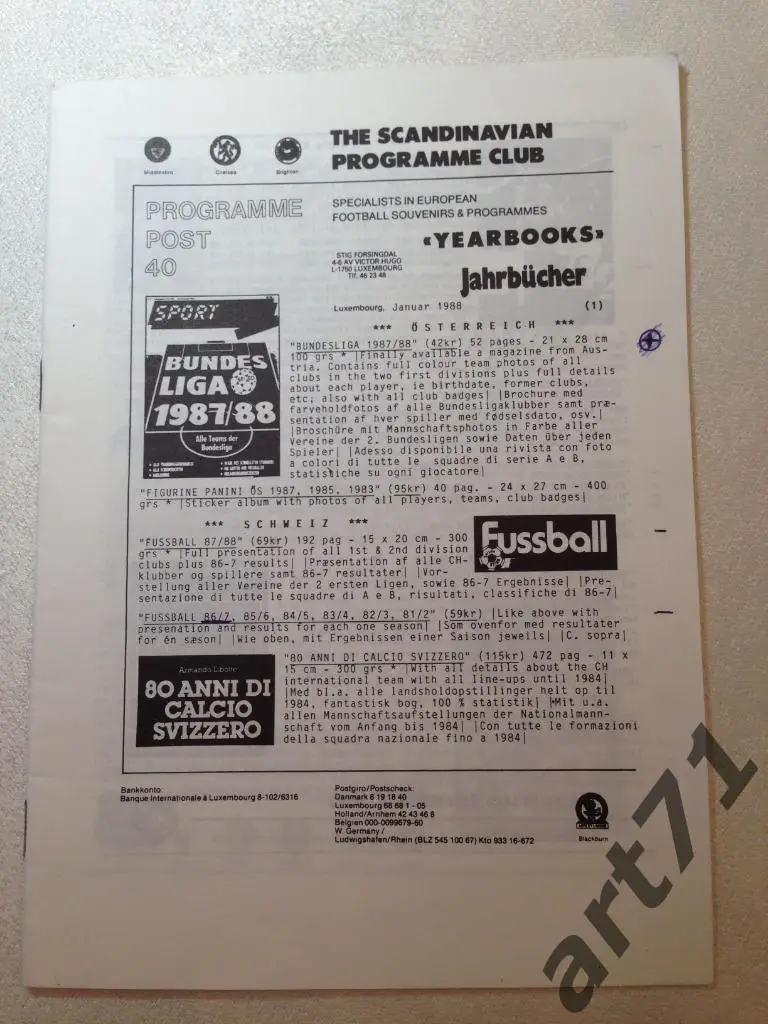 THE SCANDINAVIAN
PROGRAMME CLUB
Middlesbro
Chelsea
Brighton
PROGRAMME
POST
40
SPECIALISTS IN EUROPEAN
FOOTBALL SOUVENIRS & PROGRAMMES
«YEARBOOKS»
Jahrbücher
STIG FORSINGDAL
4-6 AV VICTOR HUGO
L-1750 LUXEMBOURG
Tlf. 46 23 48
Luxembourg, Januar 1988 (1)
*** ÖSTERREICH ***
SPORT
BUNDES
LIGA
1987/88
Alle Teams der
Bundesliga
"BUNDESLIGA 1987/88" (42kr) 52 pages - 21 x 28 cm
100 grs * |Finally available a magazine from Aus-
tria. Contains full colour team photos of all
clubs in the two first divisions plus full details
about each player, ie birthdate, former clubs,
etc; also with all club badges| |Brochure med
farveholdfotos af alle Bundesligaklubber samt præ-
sentation af hver spiller med fødselsdato, osv.|
|Broschüre mit Mannschaftsphotos in Farbe aller
Vereine der 2. Bundesligen sowie Daten über jeden
Spieler| |Adesso disponibile una rivista con foto
a colori di tutte le squadre di serie A e B,
statistiche su ogni giocatore|
"FIGURINE PANINI ÖS 1987, 1985, 1983" (95kr) 40 pag. - 24 x 27 cm - 400
grs * |Sticker album with photos of all players, teams, club badges|
*** SCHWEIZ ***
"FUSSBALL 87/88" (69kr) 192 pag - 15 x 20 cm - 300
grs * |Full presentation of all 1st & 2nd division
clubs plus 86-7 results| |Præsentation af alle CH-
klubber og spillere samt 86-7 resultater| |Vor-
stellung aller Vereine der 2 ersten Ligen, sowie 86-7 Ergebnisse| |Pre-
sentazione di tutte le squadre di A e B, risultati, classifiche di 86-7|
Fussball
"FUSSBALL 86/7, 85/6, 84/5, 83/4, 82/3, 81/2" (59kr) |Like above with
presenation and results for each one season| |Som ovenfor med resultater
for én sæson| |Wie oben, mit Ergebnissen einer Saison jeweils| |C. sopra|
Armando Libotte
80 ANNI DI
CALCIO
SVIZZERO
"80 ANNI DI CALCIO SVIZZERO" (115kr) 472 pag - 11 x
15 cm - 300 grs * |With all details about the CH
international team with all line-ups until 1984|
|Med bl.a. alle landsholdopstillinger helt op til
1984, fantastisk bog, 100 % statistik| |Mit u.a.
allen Mannschaftsaufstellungen der Nationalmann-
schaft vom Anfang bis 1984| |Con tutte le formazioni
della squadra nazionale fino a 1984|
Bankkonto:
Banque Internationale à Luxembourg 8-102/6316
Postgiro/Postscheck:
Danmark 6 19 18 40
Luxembourg 68 68 1 - 05
Holland/Arnhem 42 43 46 8
Belgien 000-0099679-60
W. Germany/
Ludwigshafen/Rhein (BLZ 545 100 67) Kto 933 16-672
Blackburn
art71